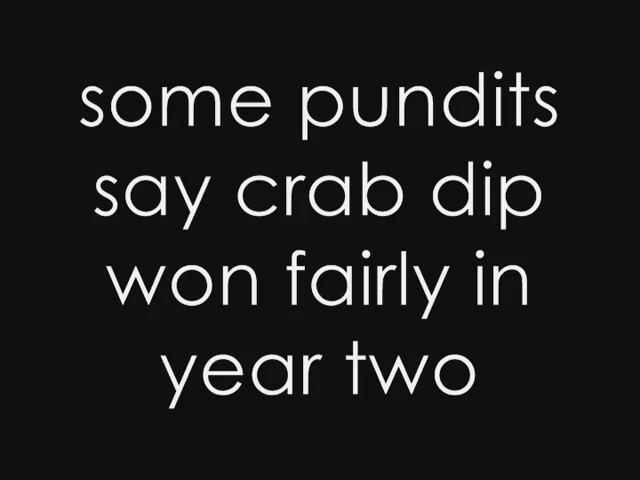 some pundits
say crab dip
won fairly in
year two